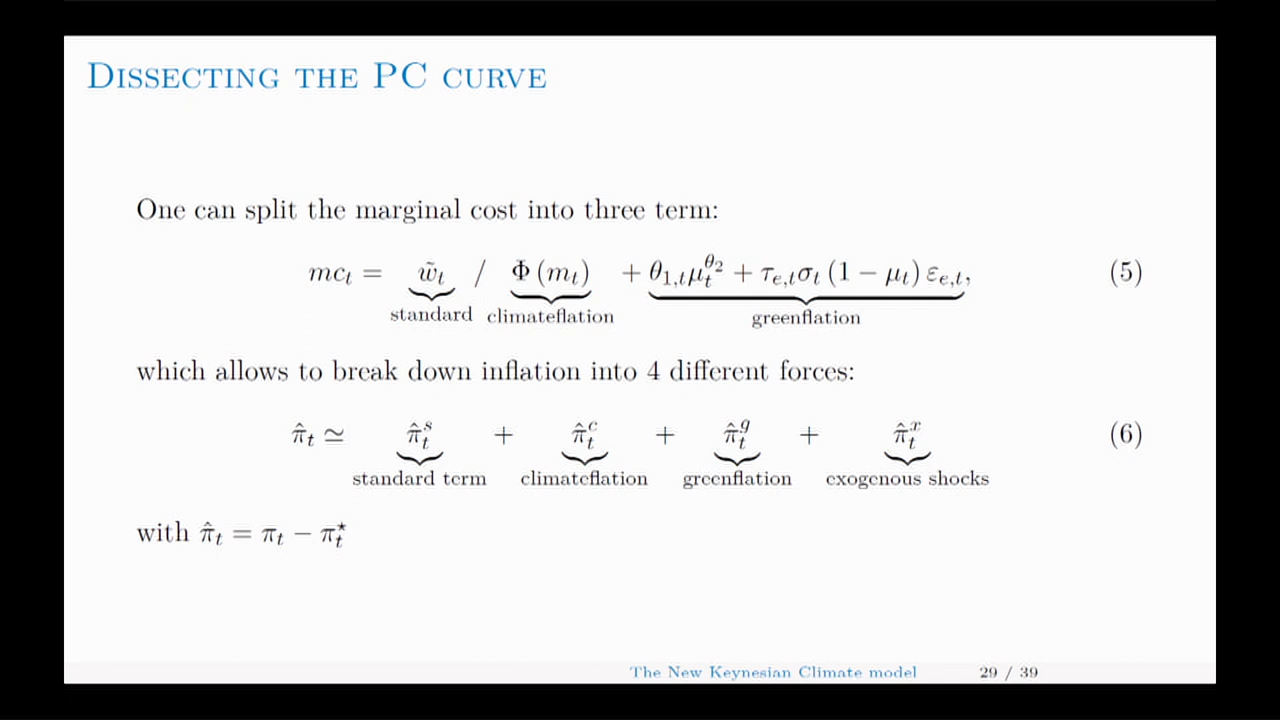 Dissecting the PC curve
One can split the marginal cost into three term:
mc_t = w̃_t / Φ (m_t) + θ_{1,t}μ_t^{θ_2} + τ_{e,t}σ_t (1 − μ_t) ε_{e,t}, (5)
standard climateflation greenflation
which allows to break down inflation into 4 different forces:
π̂_t ≃ π̂_t^s + π̂_t^c + π̂_t^g + π̂_t^x (6)
standard term climateflation greenflation exogenous shocks
with π̂_t = π_t − π_t^⋆
The New Keynesian Climate model 29 / 39